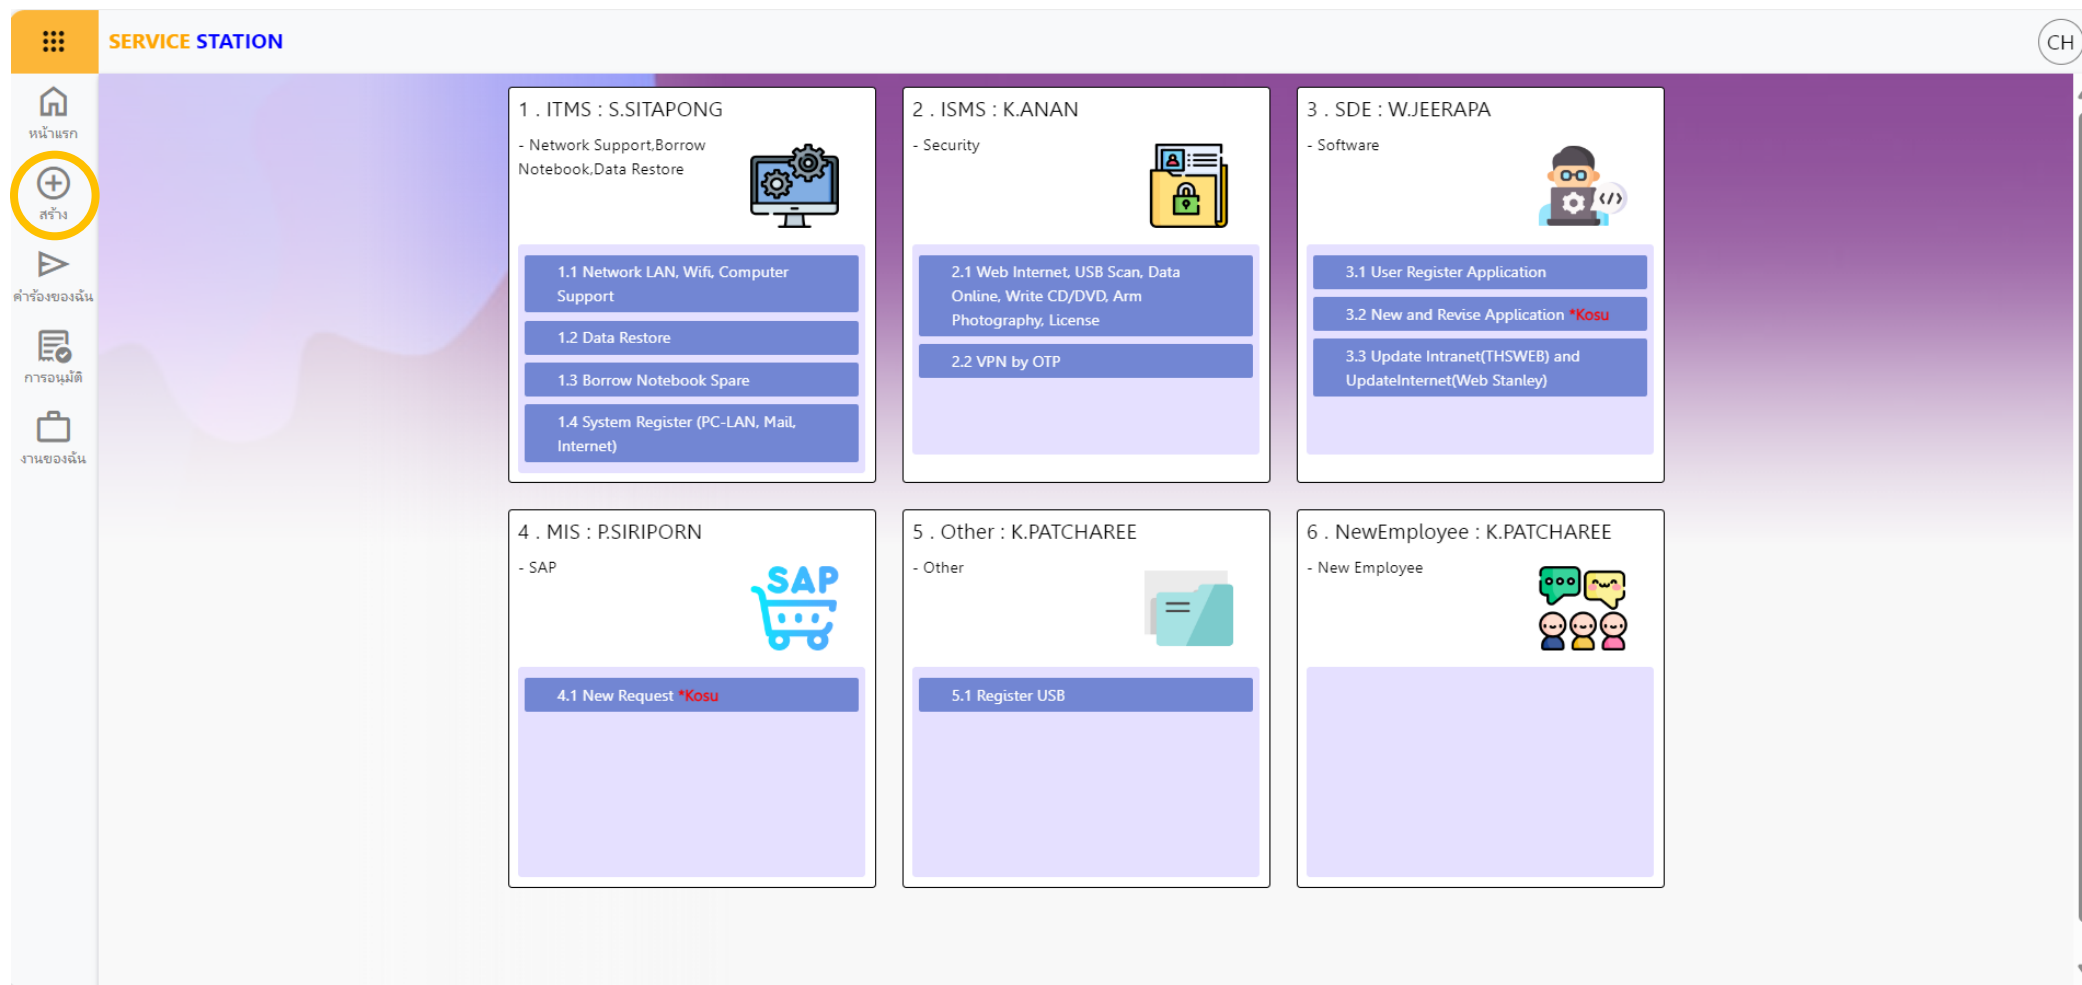 SERVICE STATION
CH
หน้าแรก
สร้าง
คำร้องของฉัน
การอนุมัติ
งานของฉัน
1 . ITMS : S.SITAPONG
- Network Support,Borrow
Notebook,Data Restore
1.1 Network LAN, Wifi, Computer
Support
1.2 Data Restore
1.3 Borrow Notebook Spare
1.4 System Register (PC-LAN, Mail,
Internet)
2 . ISMS : K.ANAN
- Security
2.1 Web Internet, USB Scan, Data
Online, Write CD/DVD, Arm
Photography, License
2.2 VPN by OTP
3 . SDE : W.JEERAPA
- Software
3.1 User Register Application
3.2 New and Revise Application *Kosu
3.3 Update Intranet(THSWEB) and
UpdateInternet(Web Stanley)
4 . MIS : P.SIRIPORN
- SAP
SAP
4.1 New Request *Kosu
5 . Other : K.PATCHAREE
- Other
5.1 Register USB
6 . NewEmployee : K.PATCHAREE
- New Employee